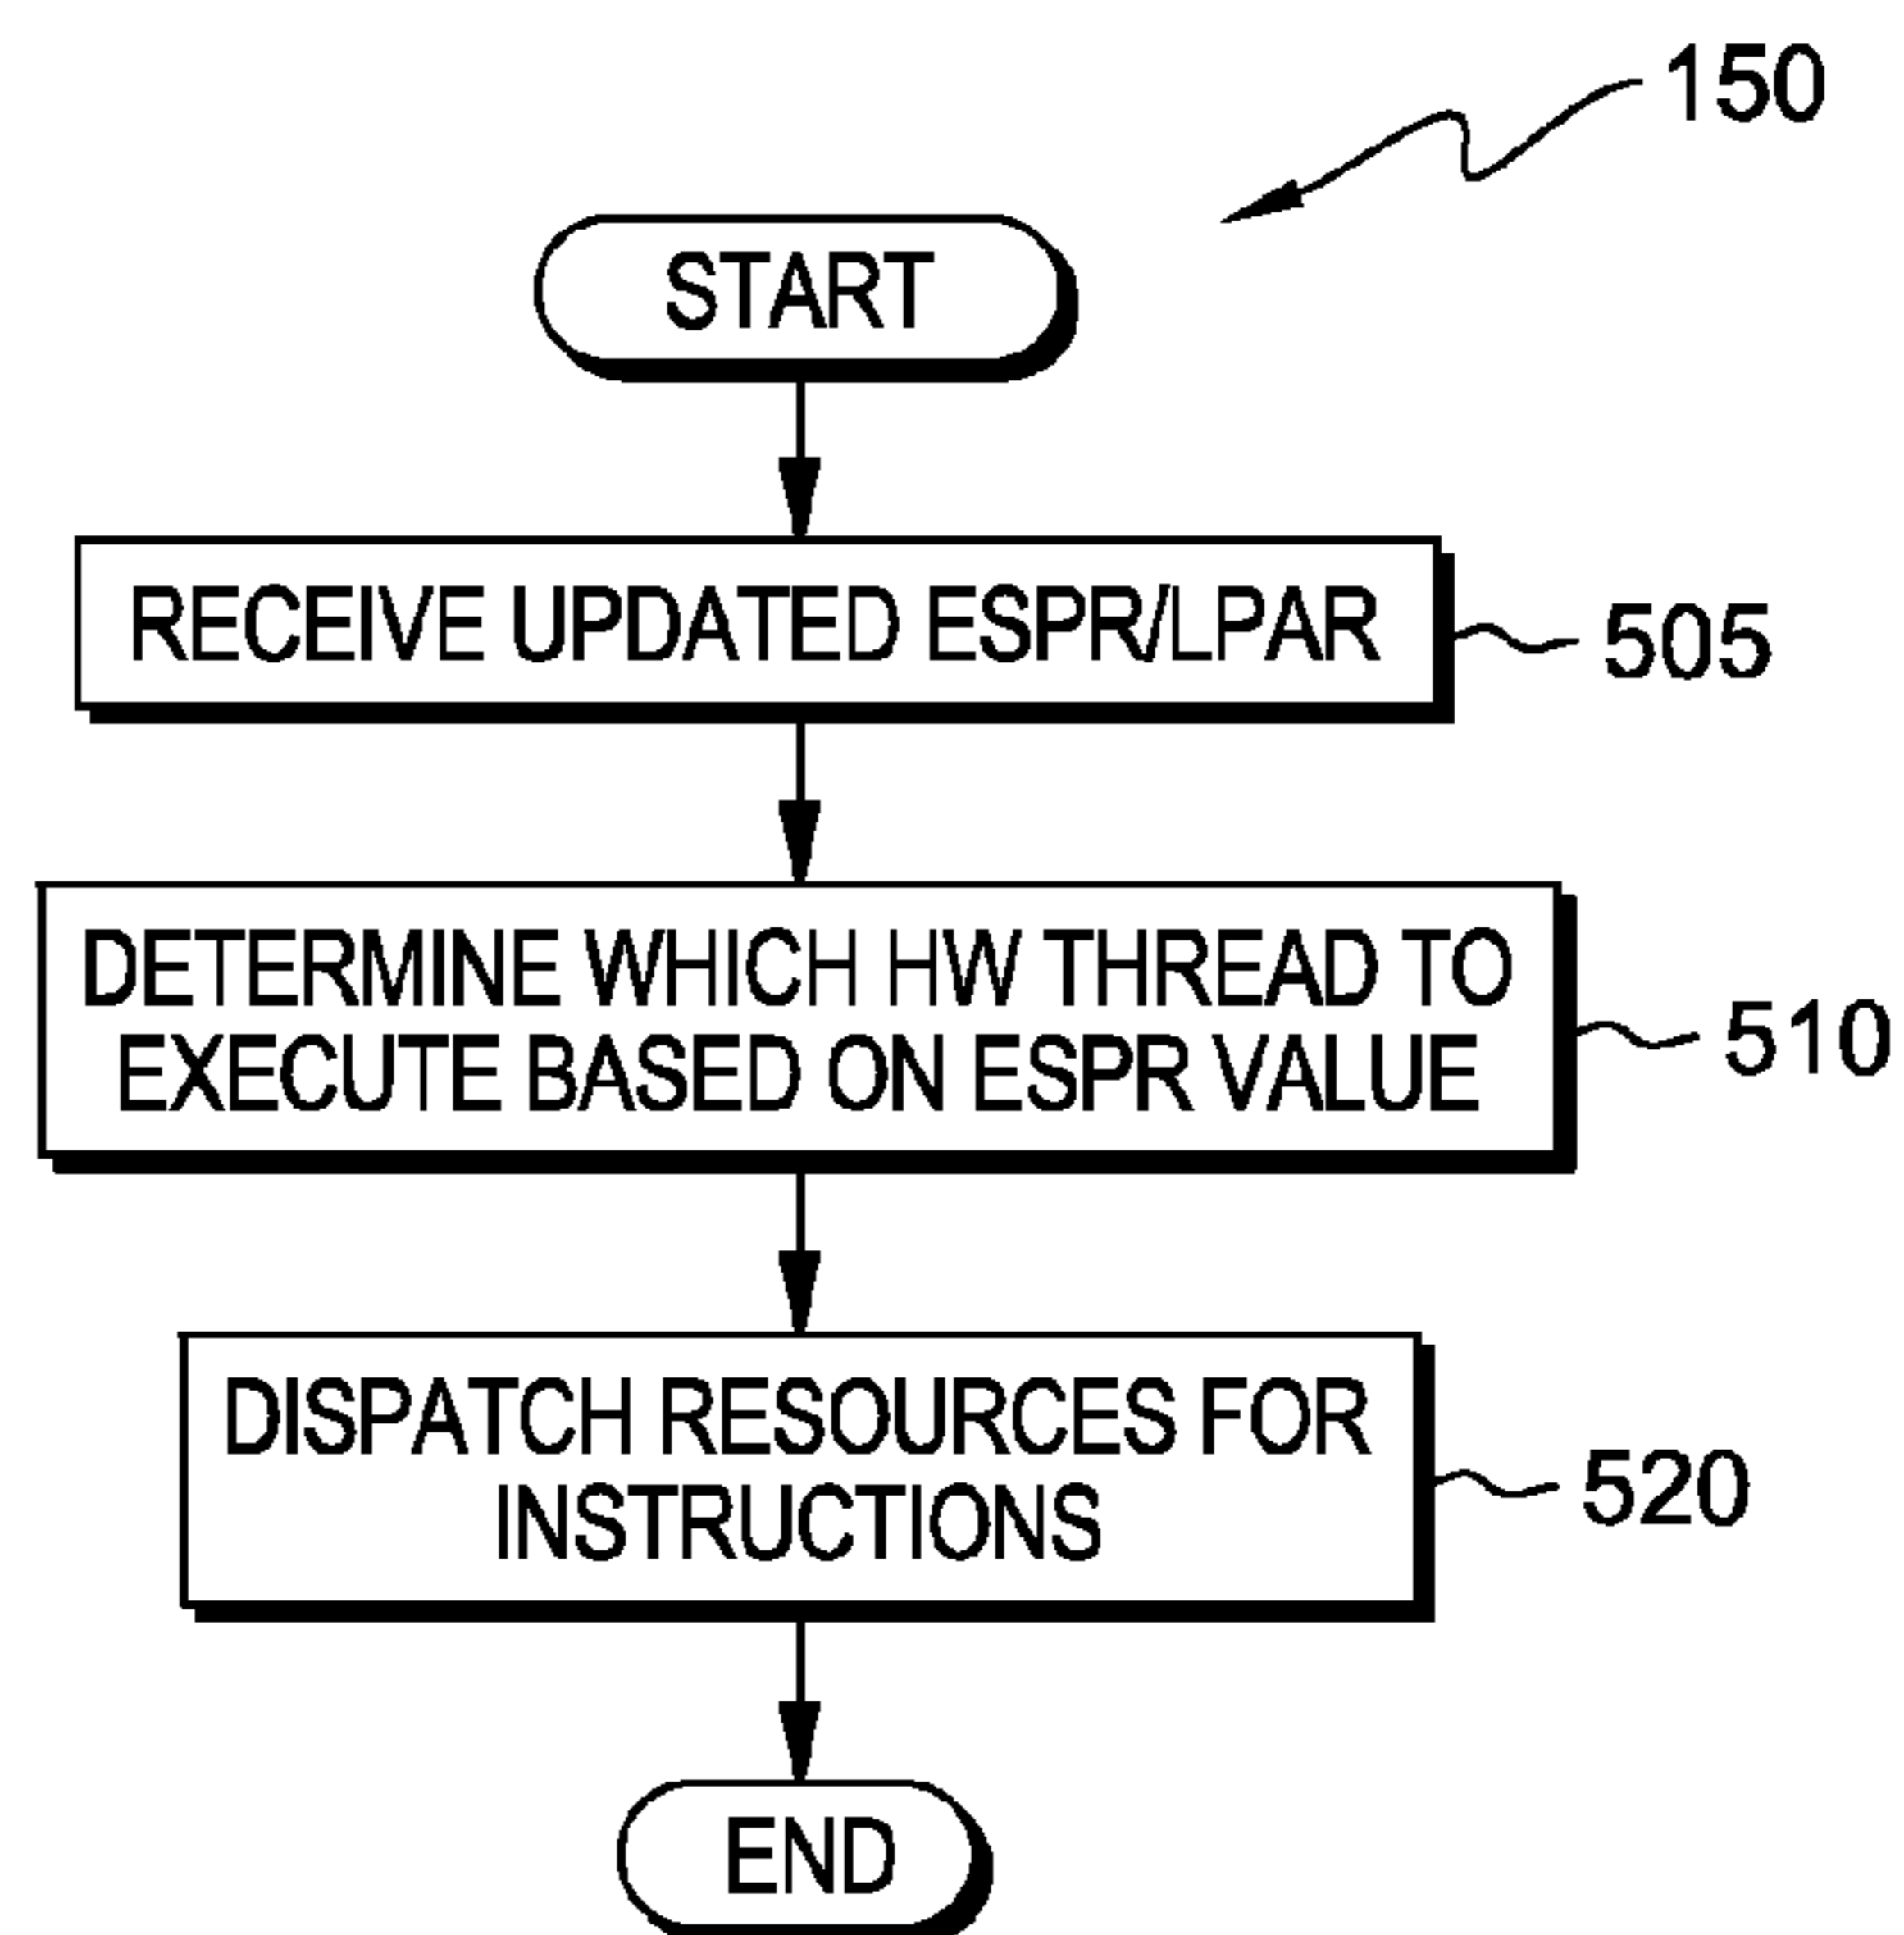 150
START
RECEIVE UPDATED ESPR/LPAR
505
DETERMINE WHICH HW THREAD TO
EXECUTE BASED ON ESPR VALUE
510
DISPATCH RESOURCES FOR
INSTRUCTIONS
520
END